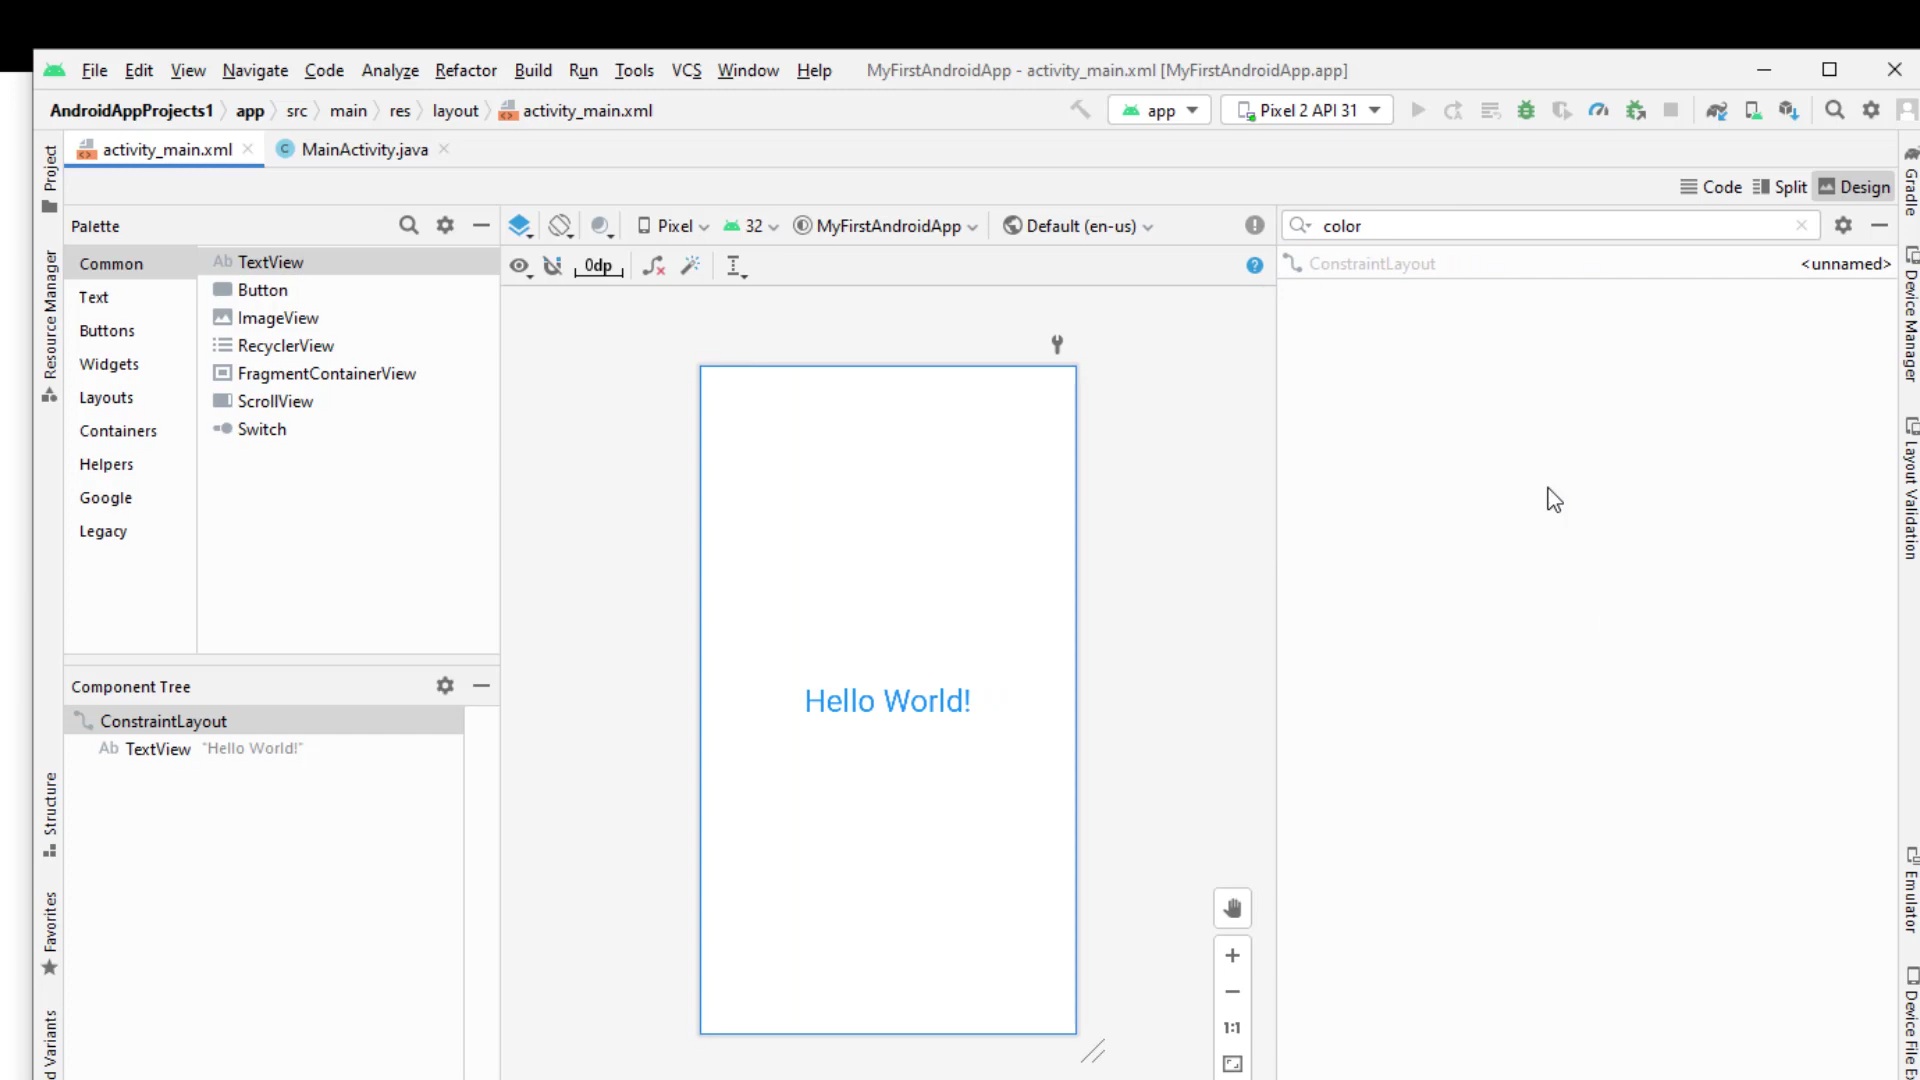 File Edit View Navigate Code Analyze Refactor Build Run Tools VCS Window Help MyFirstAndroidApp - activity_main.xml [MyFirstAndroidApp.app]
AndroidAppProjects1 app src main res layout activity_main.xml app Pixel 2 API 31
activity_main.xml MainActivity.java
Code Split Design
Palette
Pixel 32 MyFirstAndroidApp Default (en-us)
color
Common
Text
Buttons
Widgets
Layouts
Containers
Helpers
Google
Legacy
Ab TextView
Button
ImageView
RecyclerView
FragmentContainerView
ScrollView
Switch
0dp
ConstraintLayout <unnamed>
Hello World!
Component Tree
ConstraintLayout
Ab TextView "Hello World!"
1:1
Project
Resource Manager
Structure
Favorites
d Variants
Gradle
Device Manager
Layout Validation
Emulator
Device File E